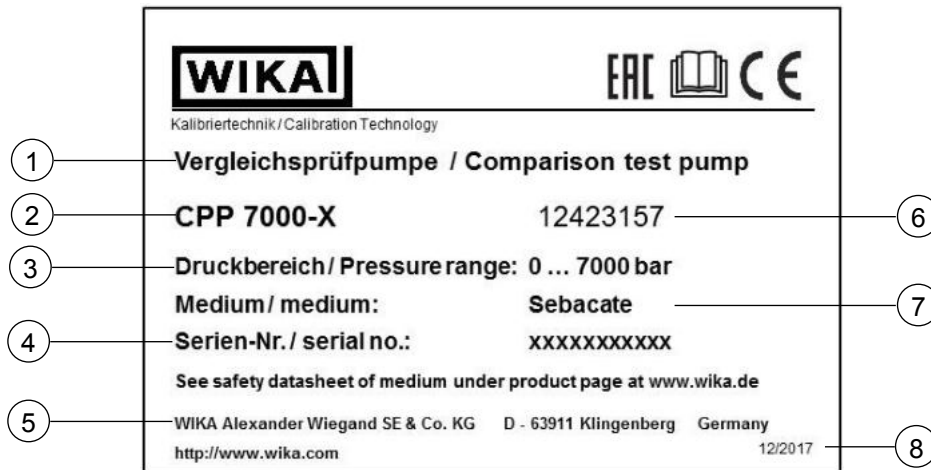 WIKA EAC CE
Kalibriertechnik/Calibration Technology
1 Vergleichsprüfpumpe / Comparison test pump
2 CPP 7000-X 12423157 6
3 Druckbereich/ Pressure range: 0 ... 7000 bar
Medium/ medium: Sebacate 7
4 Serien-Nr./ serial no.: xxxxxxxxxxx
See safety datasheet of medium under product page at www.wika.de
5 WIKA Alexander Wiegand SE & Co. KG D - 63911 Klingenberg Germany
http://www.wika.com 12/2017 8